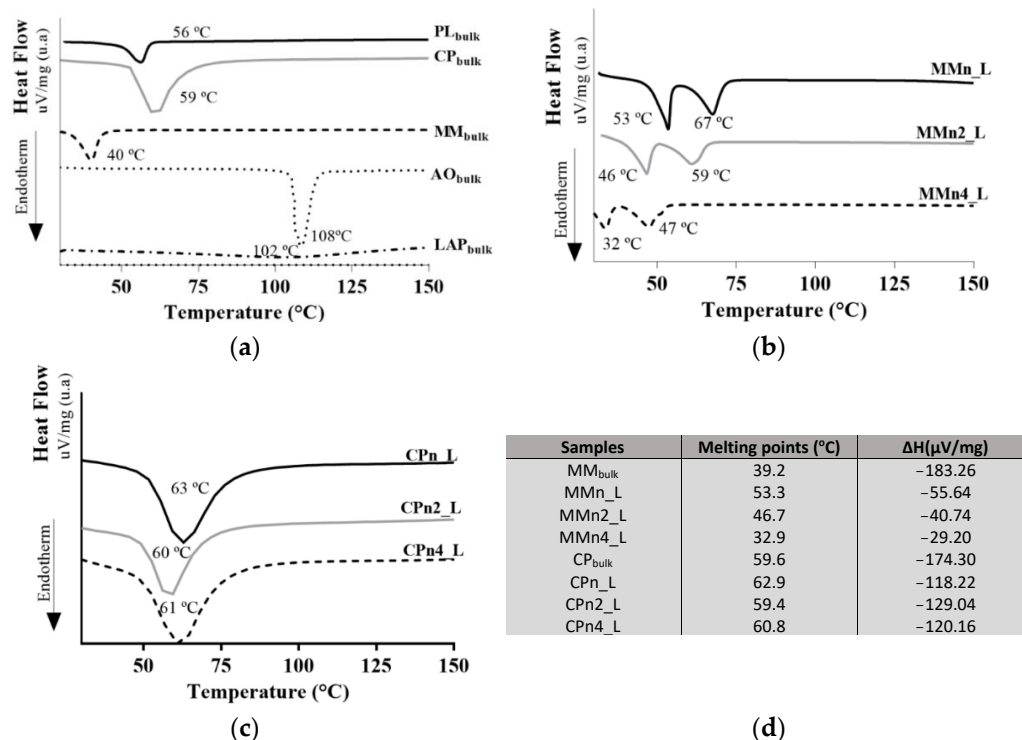 Heat Flow
uV/mg (u.a)
Endotherm
56 ºC
PLbulk
CPbulk
59 ºC
MMbulk
40 ºC
AObulk
108ºC
102 ºC
LAPbulk
50 75 100 125 150
Temperature (°C)
(a)
Heat Flow
uV/mg (u.a)
Endotherm
MMn_L
53 ºC 67 ºC
MMn2_L
46 ºC 59 ºC
MMn4_L
32 ºC 47 ºC
50 75 100 125 150
Temperature (°C)
(b)
Heat Flow
uV/mg (u.a)
Endotherm
CPn_L
63 ºC
CPn2_L
60 ºC
CPn4_L
61 ºC
50 75 100 125 150
Temperature (°C)
(c)
Samples Melting points (°C) ΔH(μV/mg)
MMbulk 39.2 −183.26
MMn_L 53.3 −55.64
MMn2_L 46.7 −40.74
MMn4_L 32.9 −29.20
CPbulk 59.6 −174.30
CPn_L 62.9 −118.22
CPn2_L 59.4 −129.04
CPn4_L 60.8 −120.16
(d)